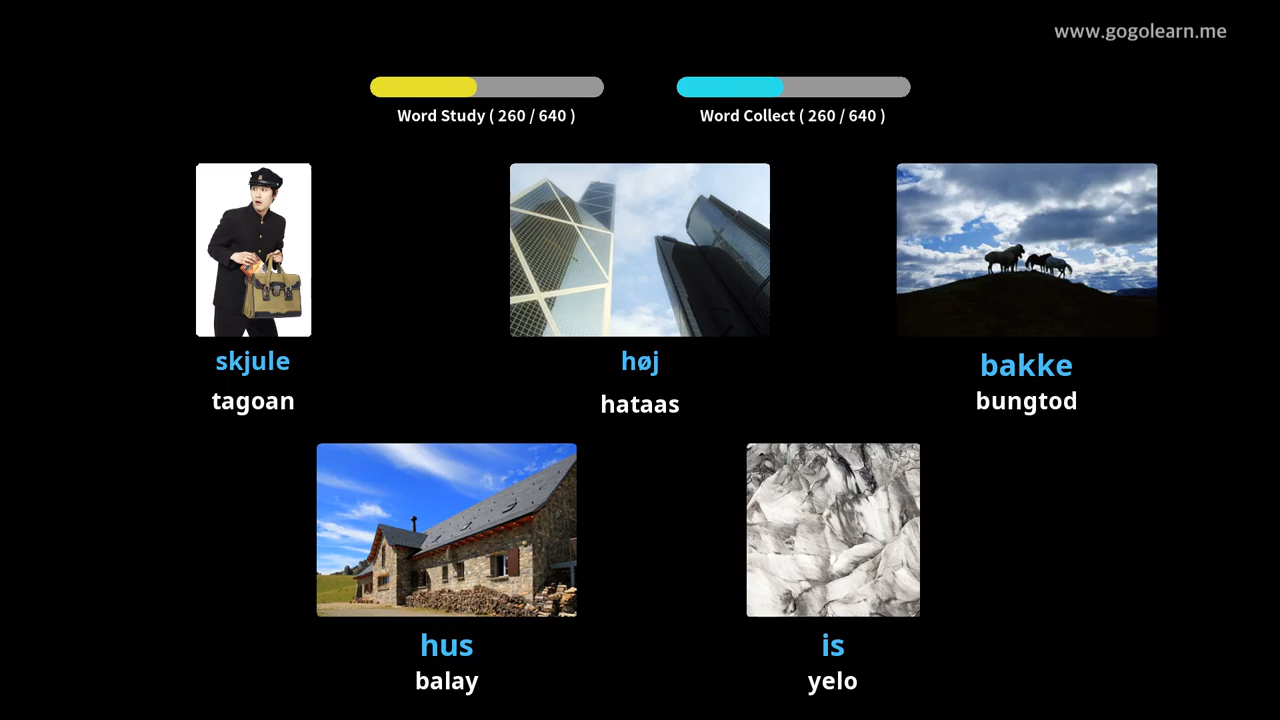 www.gogolearn.me
Word Study ( 260 / 640 )
Word Collect ( 260 / 640 )
skjule
tagoan
høj
hataas
bakke
bungtod
hus
balay
is
yelo